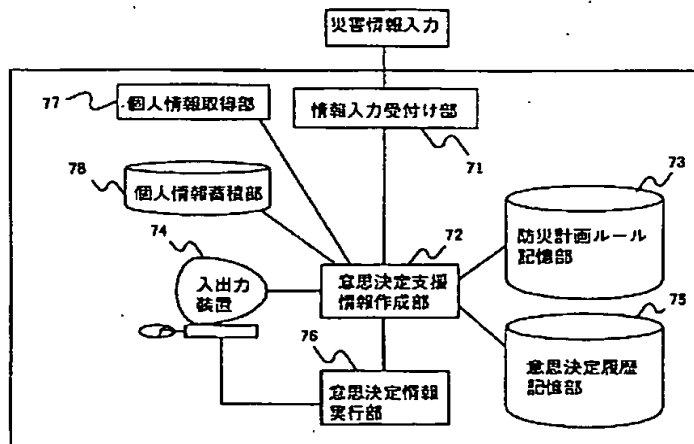 災害情報入力
77
個人情報取得部
情報入力受付け部
71
78
個人情報蓄積部
73
防災計画ルール
記憶部
74
入出力
装置
72
意思決定支援
情報作成部
75
意思決定履歴
記憶部
76
意思決定情報
実行部